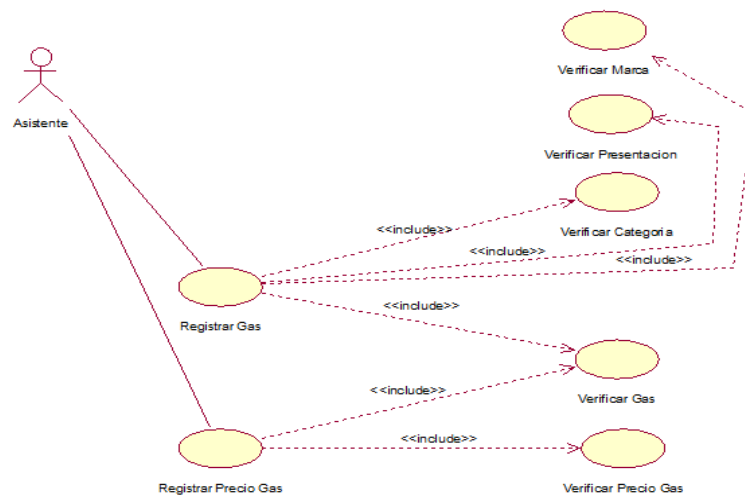 Verificar Marca
Asistente
Verificar Presentacion
<<include>>
Verificar Categoria
<<include>>
<<include>>
Registrar Gas
<<include>>
<<include>>
Verificar Gas
<<include>>
Registrar Precio Gas
Verificar Precio Gas